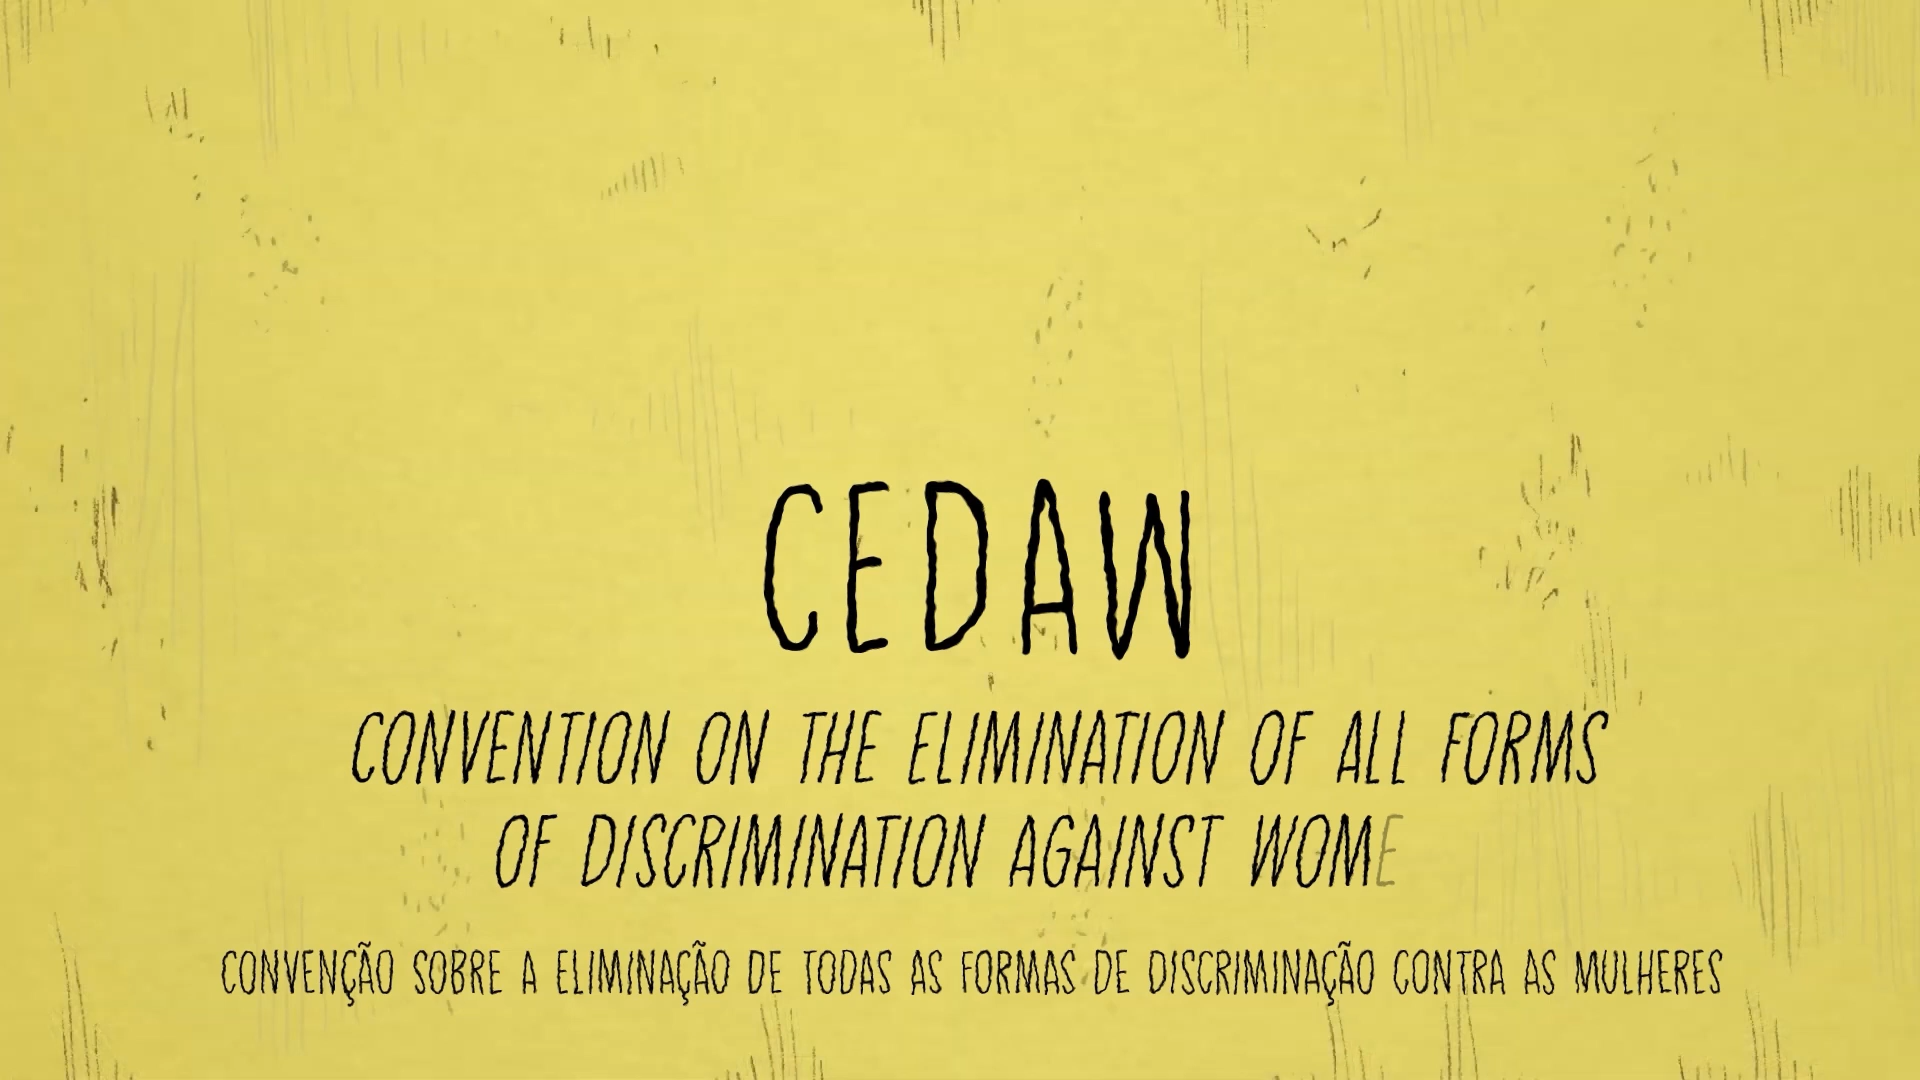 CEDAW
CONVENTION ON THE ELIMINATION OF ALL FORMS
OF DISCRIMINATION AGAINST WOME
CONVENÇÃO SOBRE A ELIMINAÇÃO DE TODAS AS FORMAS DE DISCRIMINAÇÃO CONTRA AS MULHERES